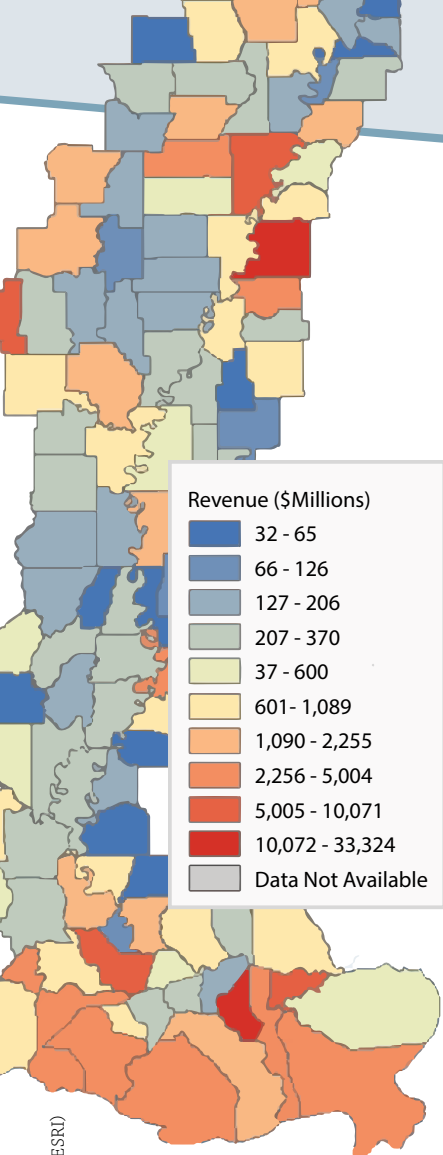 Revenue ($Millions)
32 - 65
66 - 126
127 - 206
207 - 370
37 - 600
601- 1,089
1,090 - 2,255
2,256 - 5,004
5,005 - 10,071
10,072 - 33,324
Data Not Available
ESRI)